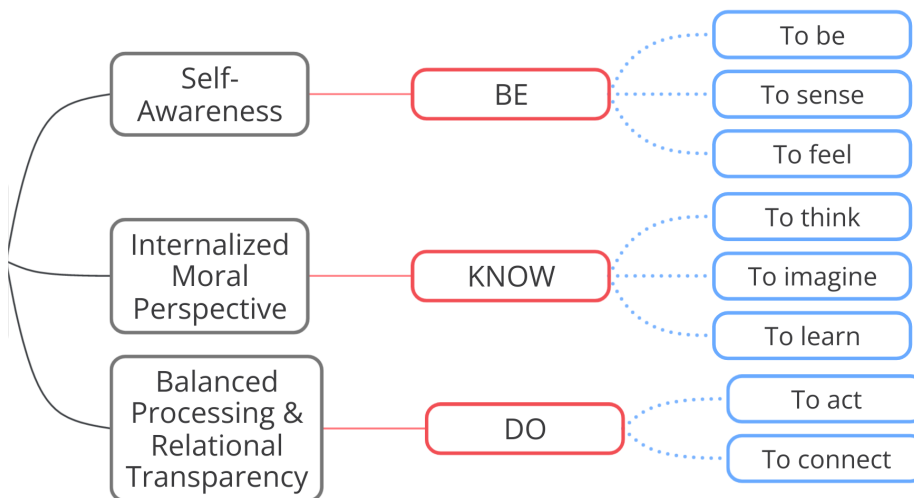 Self-
Awareness
BE
To be
To sense
To feel
Internalized
Moral
Perspective
KNOW
To think
To imagine
To learn
Balanced
Processing &
Relational
Transparency
DO
To act
To connect